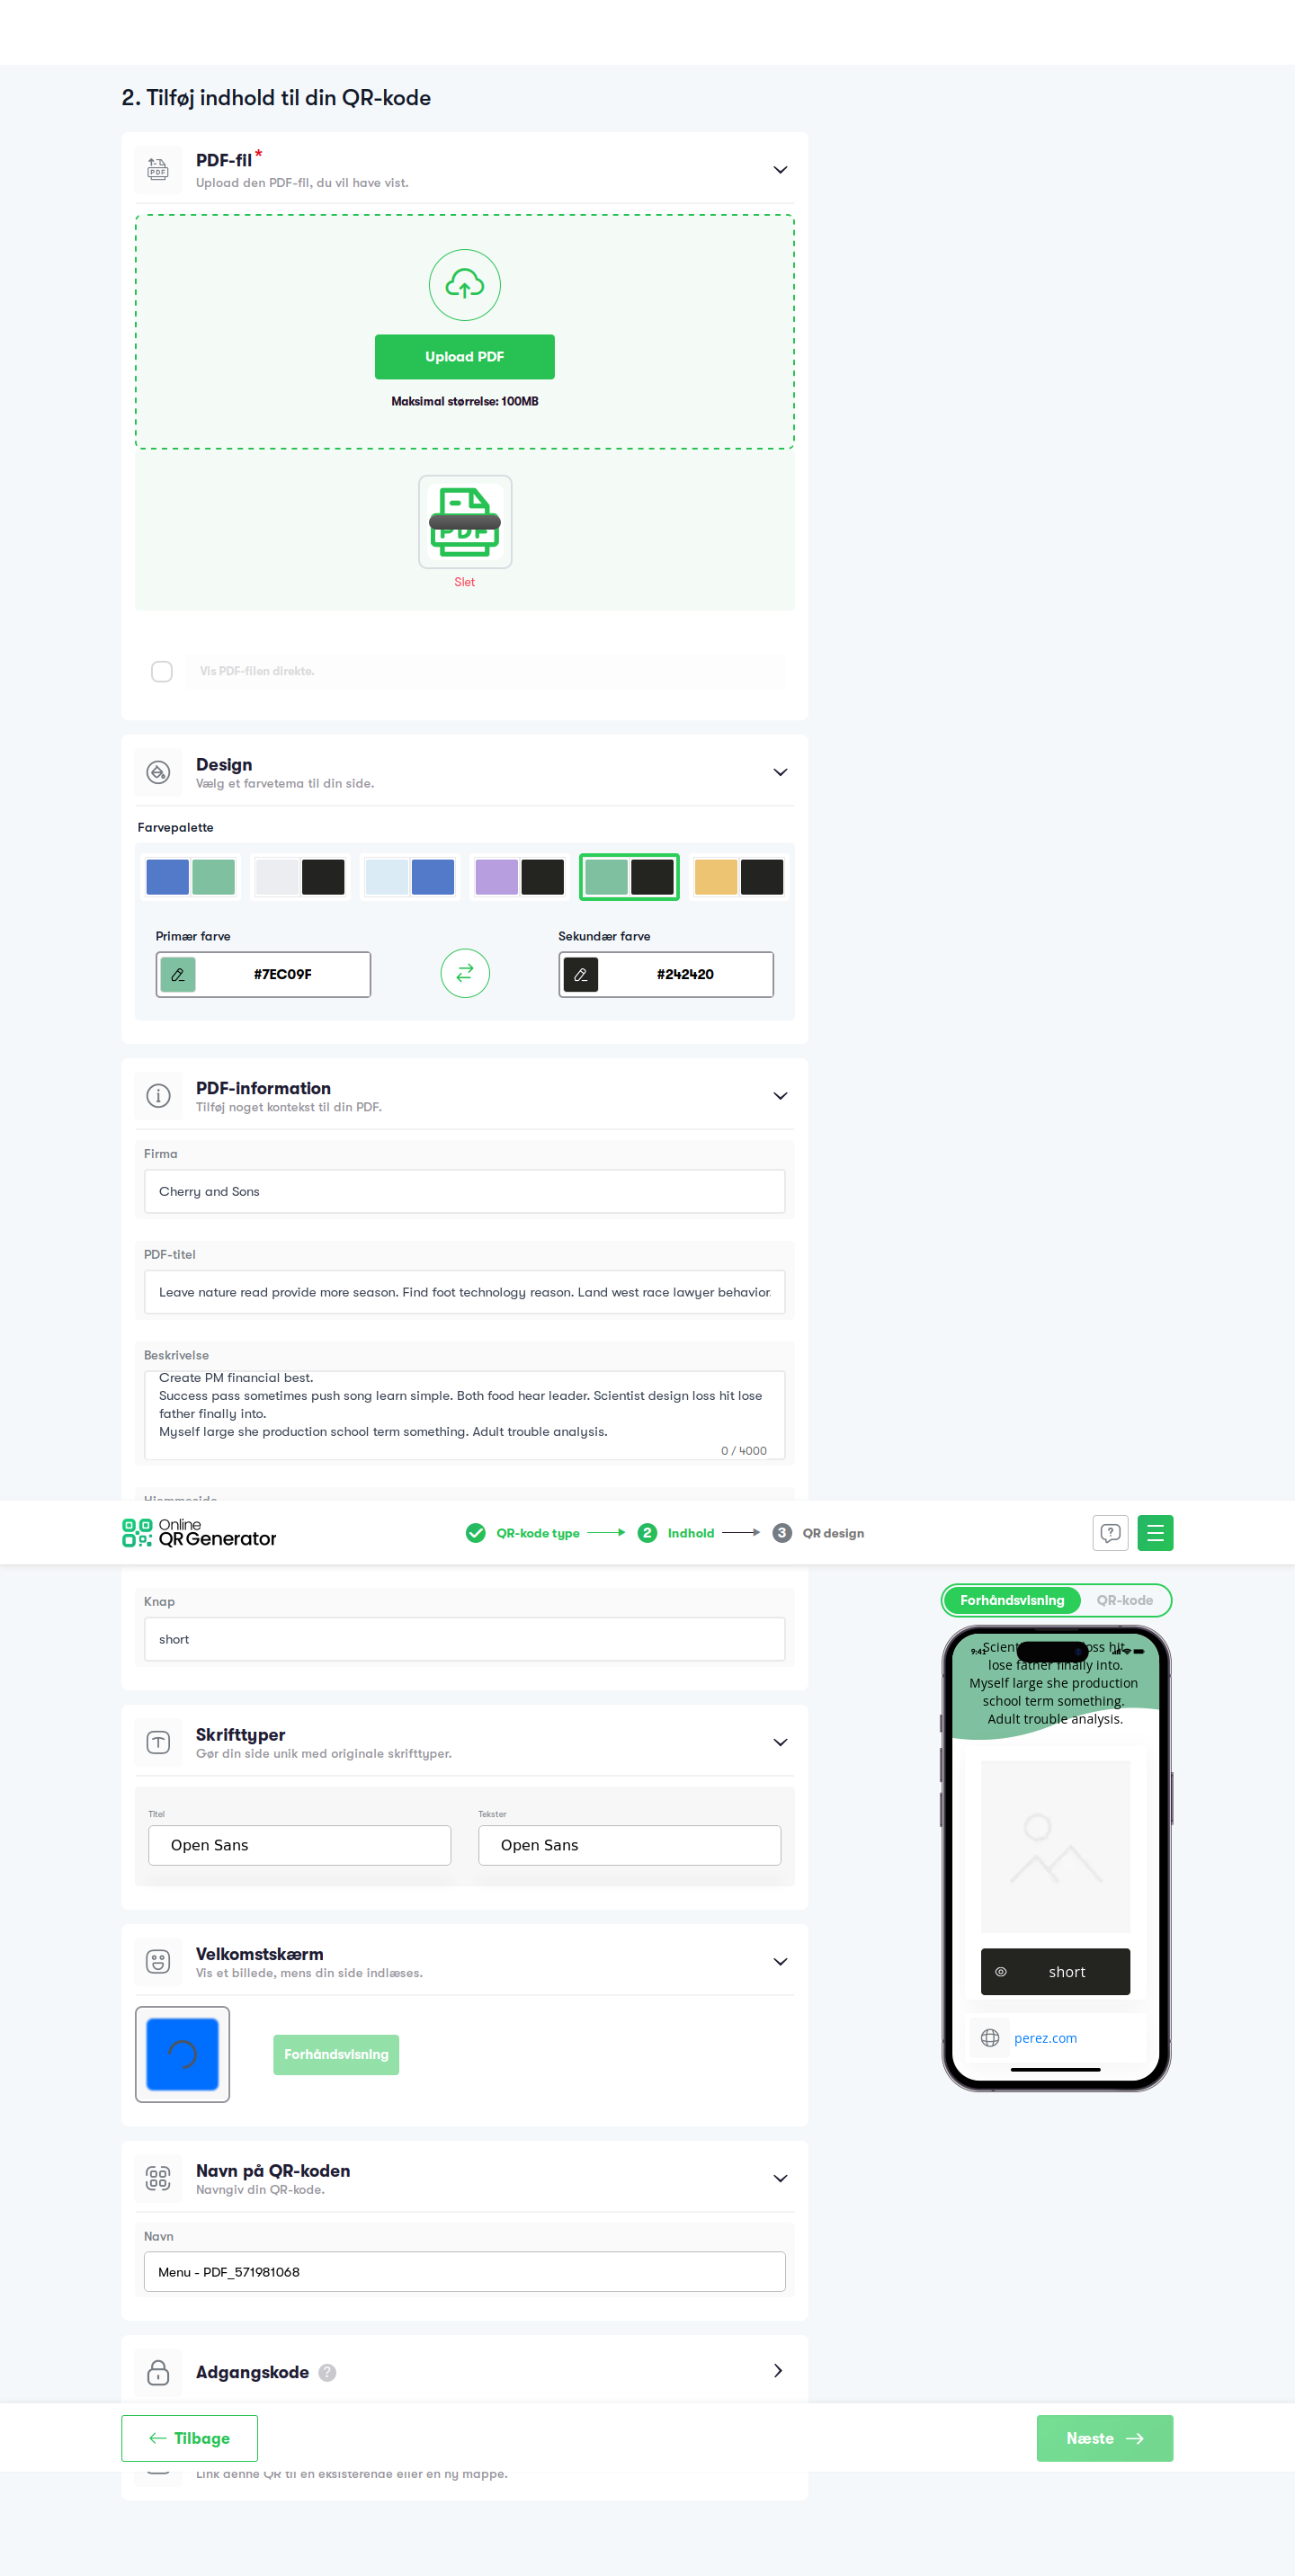 2. Tilføj indhold til din QR-kode
PDF-fil*
Upload den PDF-fil, du vil have vist.
Upload PDF
Maksimal størrelse: 100MB
PDF
Slet
Vis PDF-filen direkte.
Design
Vælg et farvetema til din side.
Farvepalette
Primær farve
Sekundær farve
#7EC09F
#242420
PDF-information
Tilføj noget kontekst til din PDF.
Firma
Cherry and Sons
PDF-titel
Leave nature read provide more season. Find foot technology reason. Land west race lawyer behavior.
Beskrivelse
Create PM financial best.
Success pass sometimes push song learn simple. Both food hear leader. Scientist design loss hit lose
father finally into.
Myself large she production school term something. Adult trouble analysis.
0 / 4000
Hjemmeside
Online
QR Generator
QR-kode type
2 Indhold
3 QR design
Forhåndsvisning
QR-kode
Knap
short
9:41
loss hit
lose father finally into.
Myself large she production
school term something.
Adult trouble analysis.
short
perez.com
Skrifttyper
Gør din side unik med originale skrifttyper.
Titel
Tekster
Open Sans
Open Sans
Velkomstskærm
Vis et billede, mens din side indlæses.
Forhåndsvisning
Navn på QR-koden
Navngiv din QR-kode.
Navn
Menu - PDF_571981068
Adgangskode ?
Tilbage
Næste
Link denne QR til en eksisterende eller en ny mappe.